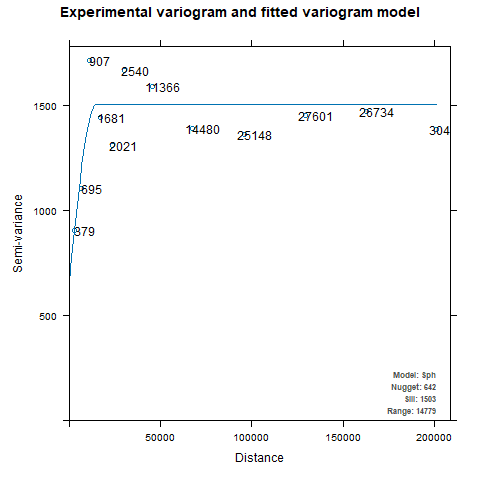 Experimental variogram and fitted variogram model
907
2540
11366
1500
1681
14480
25148
27601
26734
304
2021
695
1000
379
500
Semi-variance
Model: Sph
Nugget: 642
Sill: 1503
Range: 14779
50000
100000
150000
200000
Distance